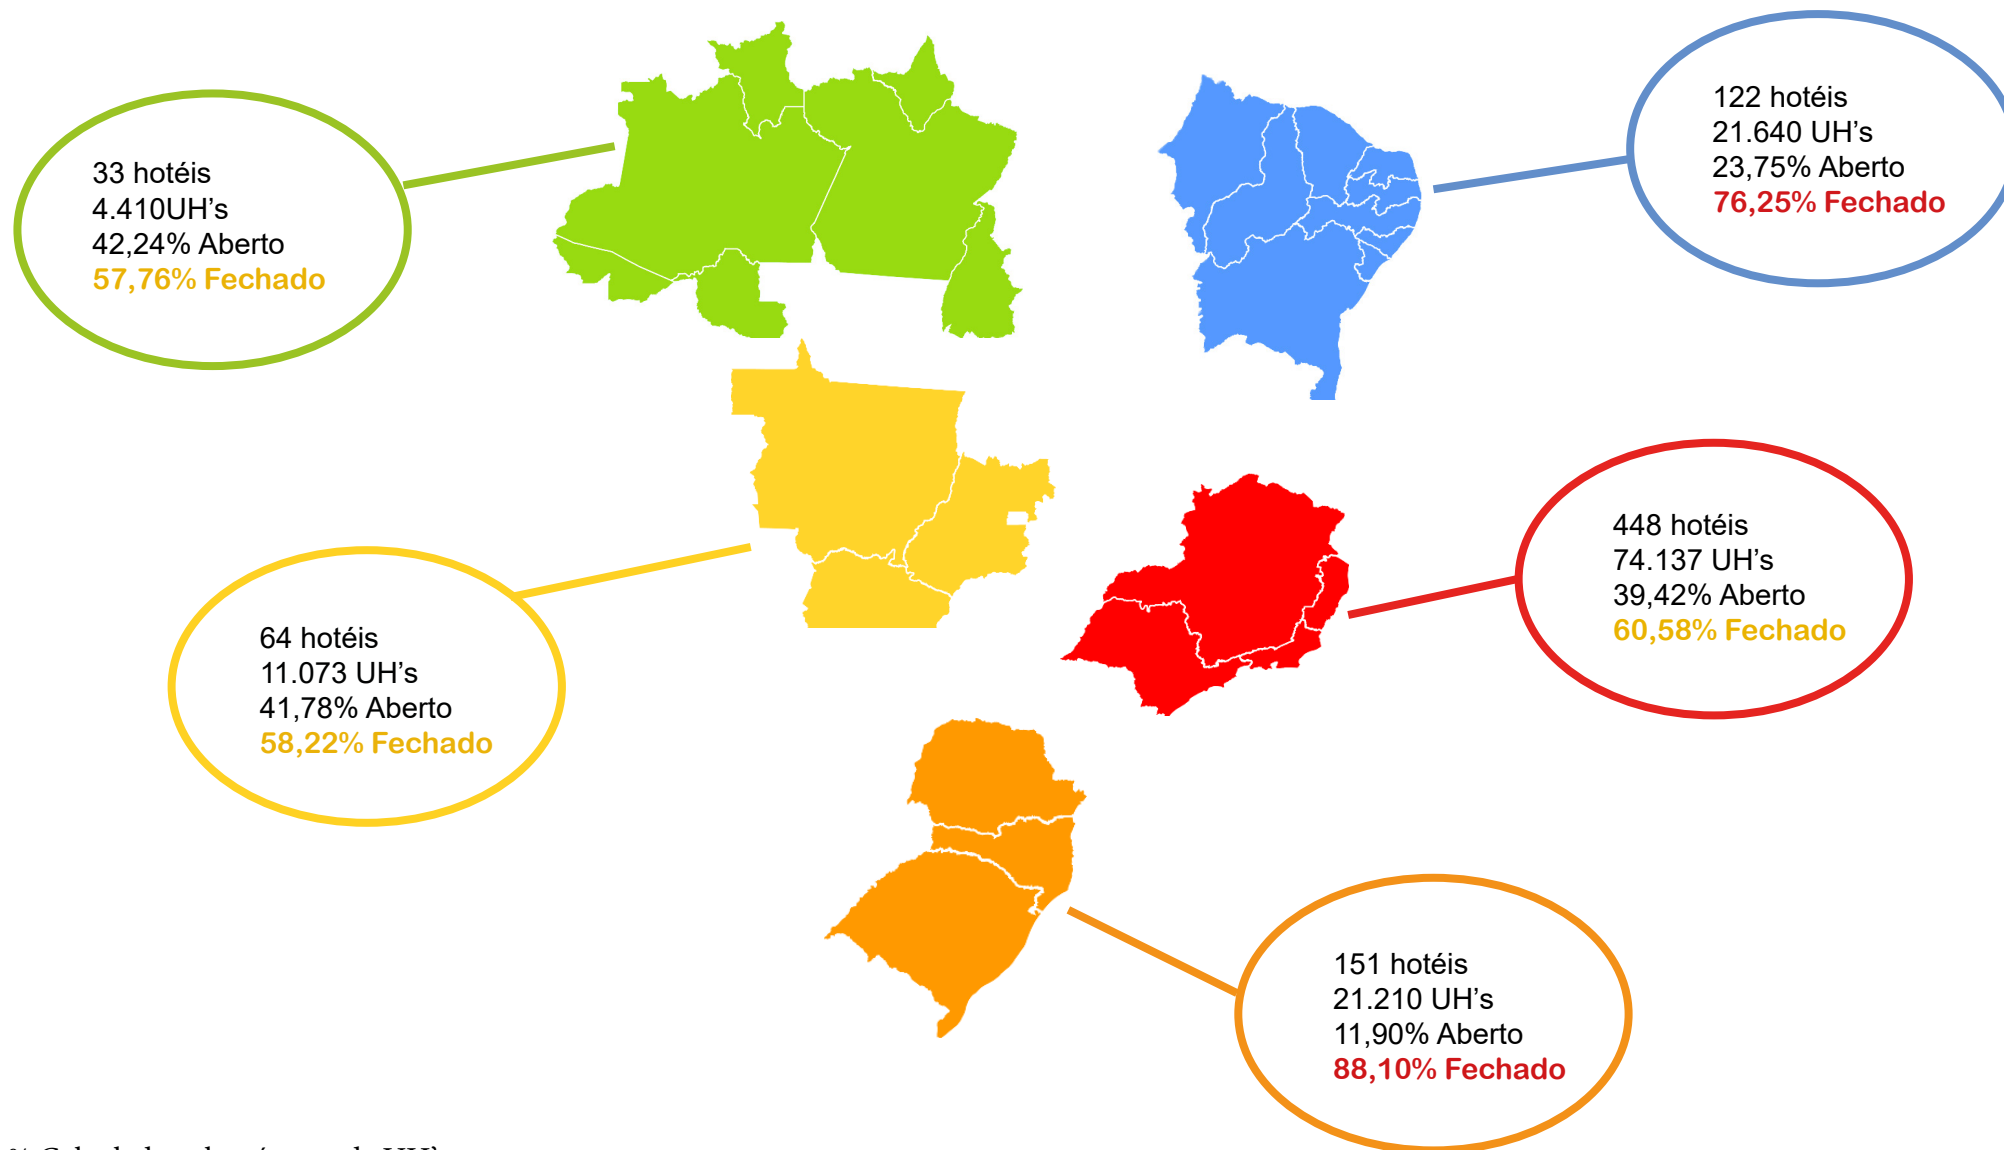 33 hotéis
4.410UH's
42,24% Aberto
57,76% Fechado
122 hotéis
21.640 UH's
23,75% Aberto
76,25% Fechado
64 hotéis
11.073 UH's
41,78% Aberto
58,22% Fechado
448 hotéis
74.137 UH's
39,42% Aberto
60,58% Fechado
151 hotéis
21.210 UH's
11,90% Aberto
88,10% Fechado